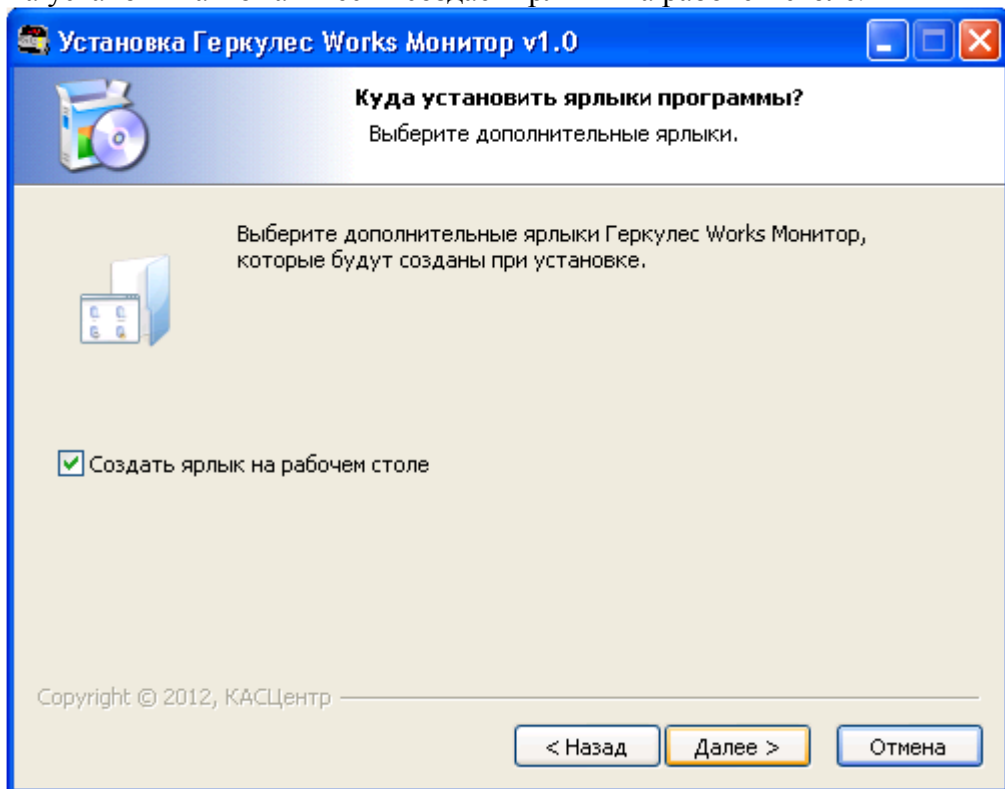 Установка Геркулес Works Монитор v1.0
Куда установить ярлыки программы?
Выберите дополнительные ярлыки.
Выберите дополнительные ярлыки Геркулес Works Монитор,
которые будут созданы при установке.
Создать ярлык на рабочем столе
Copyright © 2012, КАСЦентр
< Назад
Далее >
Отмена